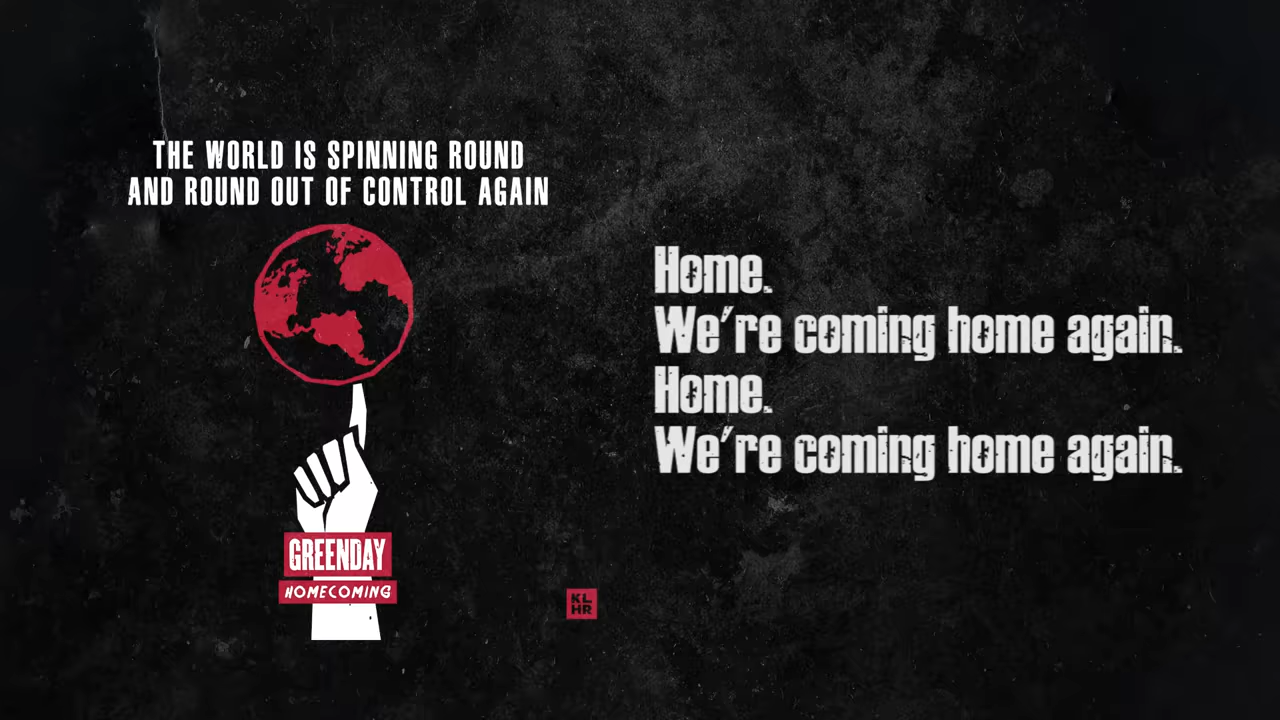 THE WORLD IS SPINNING ROUND
AND ROUND OUT OF CONTROL AGAIN
GREENDAY
HOMECOMING
KL
HR
Home.
We're coming home again.
Home.
We're coming home again.